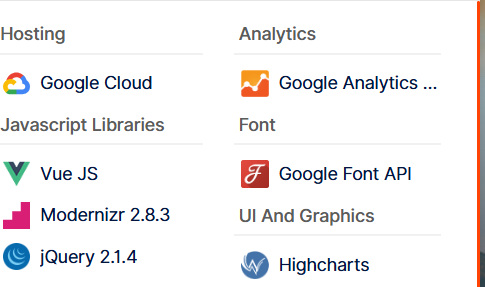 Hosting
Google Cloud
Javascript Libraries
Vue JS
Modernizr 2.8.3
jQuery 2.1.4
Analytics
Google Analytics ...
Font
Google Font API
UI And Graphics
Highcharts